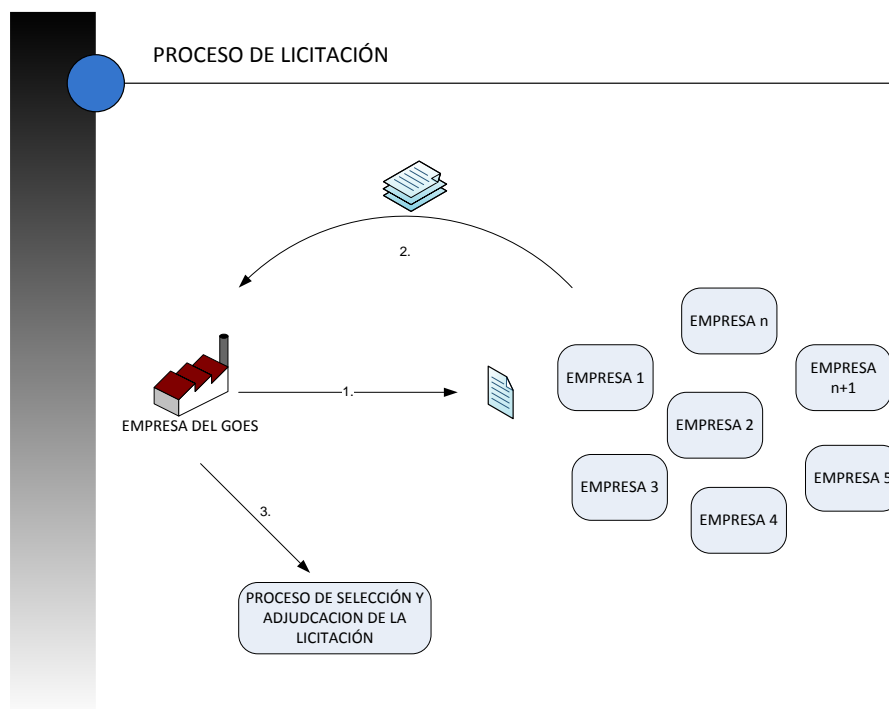 PROCESO DE LICITACIÓN
2.
EMPRESA n
EMPRESA 1
EMPRESA
n+1
1.
EMPRESA 2
EMPRESA DEL GOES
EMPRESA 3
EMPRESA 5
EMPRESA 4
3.
PROCESO DE SELECCIÓN Y
ADJUDCACION DE LA
LICITACIÓN